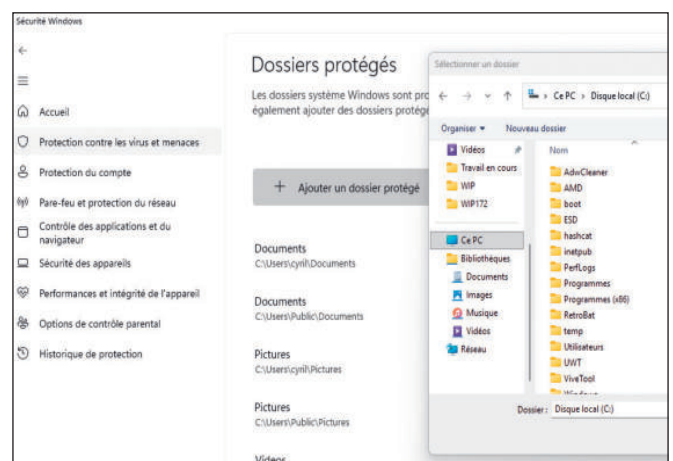 Sécurité Windows
Accueil
Protection contre les virus et menaces
Protection du compte
Pare-feu et protection du réseau
Contrôle des applications et du
navigateur
Sécurité des appareils
Performances et intégrité de l'appareil
Options de contrôle parental
Historique de protection
Dossiers protégés
Les dossiers système Windows sont pro
également ajouter des dossiers protégé
+ Ajouter un dossier protégé
Documents
C:\Users\cyril\Documents
Documents
C:\Users\Public\Documents
Pictures
C:\Users\cyril\Pictures
Pictures
C:\Users\Public\Pictures
Videos
Sélectionner un dossier
Ce PC > Disque local (C:)
Organiser
Nouveau dossier
Vidéos
Travail en cours
WIP
WIP172
Ce PC
Bibliothèques
Documents
Images
Musique
Vidéos
Réseau
Nom
AdwCleaner
AMD
boot
ESD
hashcat
inetpub
PerfLogs
Programmes
Programmes (x86)
RetroBat
temp
Utilisateurs
UWT
ViveTool
Windows
Dossier : Disque local (C:)